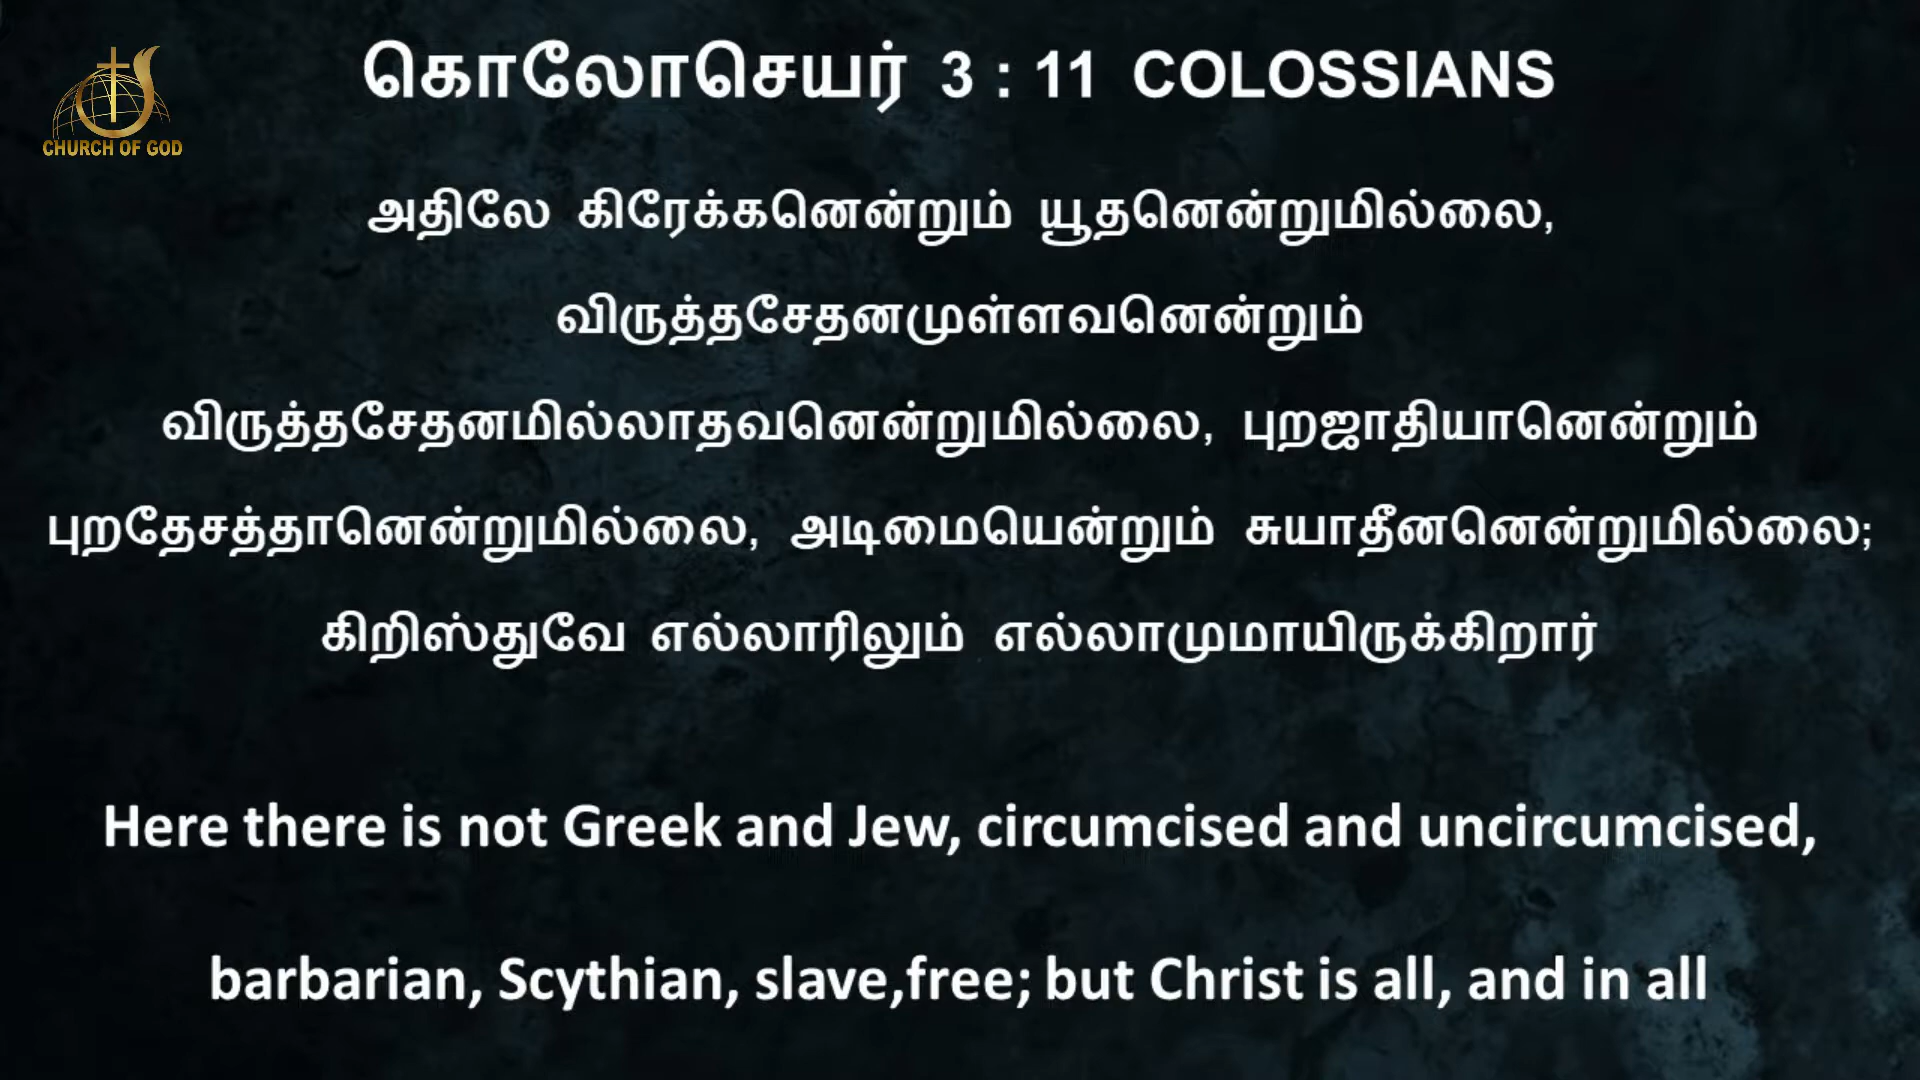 CHURCH OF GOD
கொலோசெயர் 3 : 11 COLOSSIANS
அதிலே கிரேக்கனென்றும் யூதனென்றுமில்லை,
விருத்தசேதனமுள்ளவனென்றும்
விருத்தசேதனமில்லாதவனென்றுமில்லை, புறஜாதியானென்றும்
புறதேசத்தானென்றுமில்லை, அடிமையென்றும் சுயாதீனனென்றுமில்லை;
கிறிஸ்துவே எல்லாரிலும் எல்லாமுமாயிருக்கிறார்
Here there is not Greek and Jew, circumcised and uncircumcised,
barbarian, Scythian, slave,free; but Christ is all, and in all